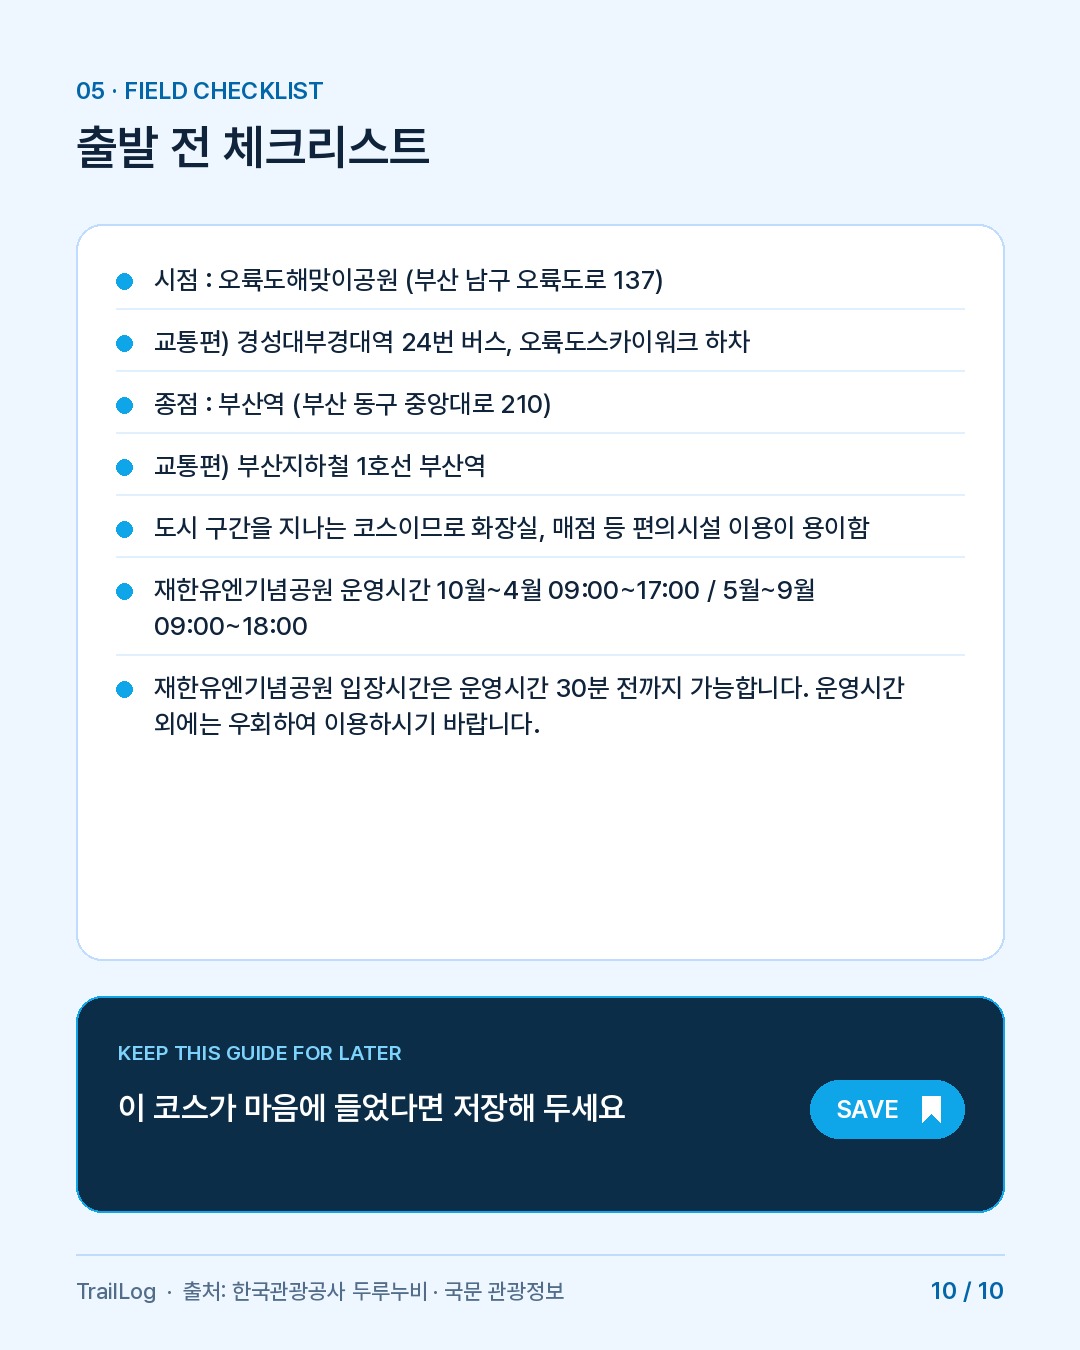 05 · FIELD CHECKLIST
출발 전 체크리스트
시점 : 오륙도해맞이공원 (부산 남구 오륙도로 137)
교통편) 경성대부경대역 24번 버스, 오륙도스카이워크 하차
종점 : 부산역 (부산 동구 중앙대로 210)
교통편) 부산지하철 1호선 부산역
도시 구간을 지나는 코스이므로 화장실, 매점 등 편의시설 이용이 용이함
재한유엔기념공원 운영시간 10월~4월 09:00~17:00 / 5월~9월
09:00~18:00
재한유엔기념공원 입장시간은 운영시간 30분 전까지 가능합니다. 운영시간
외에는 우회하여 이용하시기 바랍니다.
KEEP THIS GUIDE FOR LATER
이 코스가 마음에 들었다면 저장해 두세요
SAVE
TrailLog · 출처: 한국관광공사 두루누비 · 국문 관광정보
10 / 10